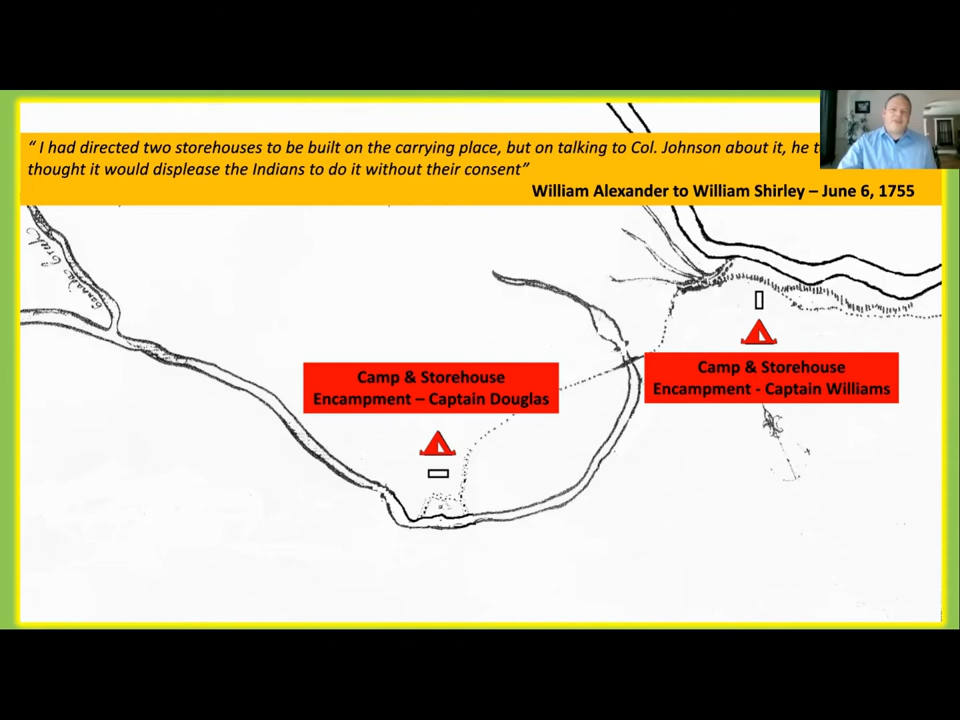 “ I had directed two storehouses to be built on the carrying place, but on talking to Col. Johnson about it, he
thought it would displease the Indians to do it without their consent”
William Alexander to William Shirley – June 6, 1755
Cannada Creek
Camp & Storehouse
Encampment – Captain Douglas
Camp & Storehouse
Encampment - Captain Williams